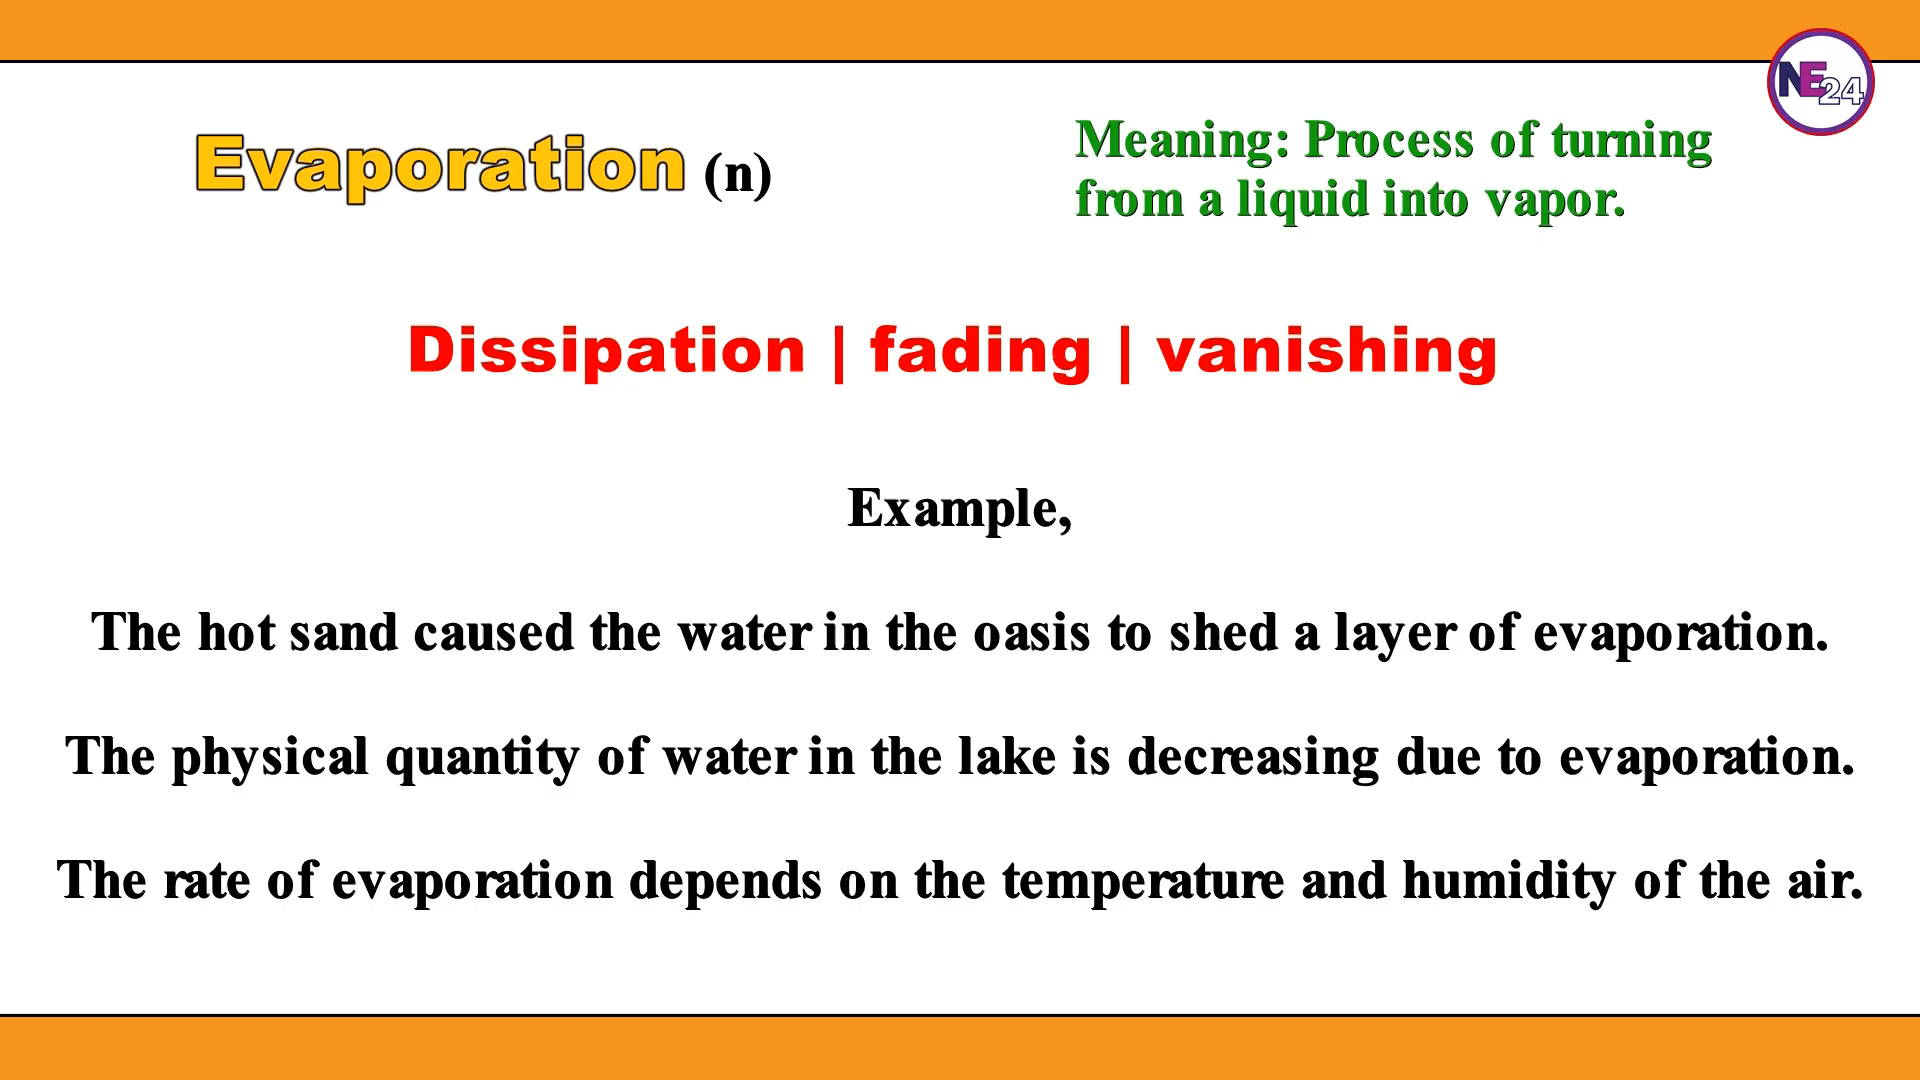 NE24
Evaporation (n)
Meaning: Process of turning
from a liquid into vapor.
Dissipation | fading | vanishing
Example,
The hot sand caused the water in the oasis to shed a layer of evaporation.
The physical quantity of water in the lake is decreasing due to evaporation.
The rate of evaporation depends on the temperature and humidity of the air.